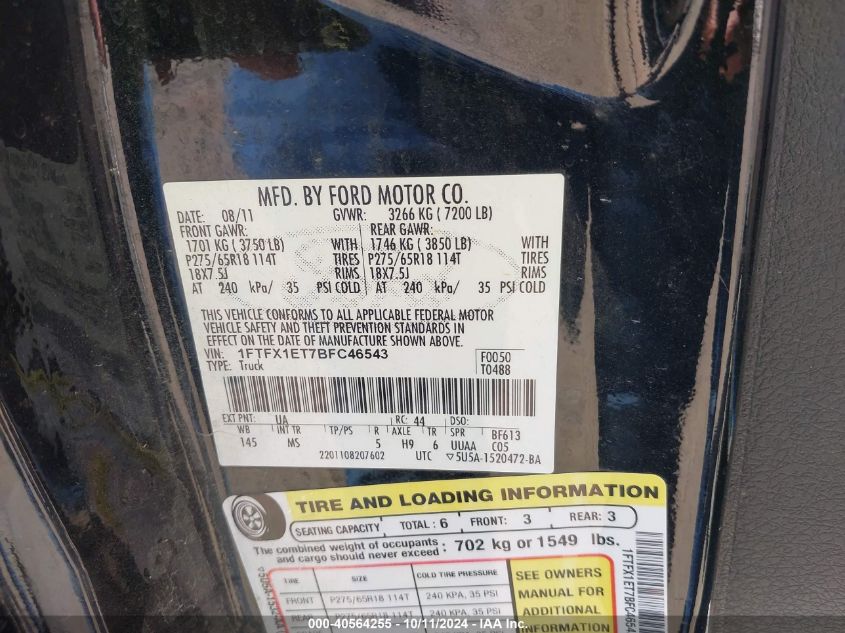 MFD. BY FORD MOTOR CO.
DATE: 08/11 GVWR: 3266 KG ( 7200 LB)
FRONT GAWR: REAR GAWR:
1701 KG ( 3750 LB) WITH 1746 KG ( 3850 LB) WITH
P275/65R18 114T TIRES P275/65R18 114T TIRES
18X7.5J RIMS 18X7.5J RIMS
AT 240 kPa/ 35 PSI COLD AT 240 kPa/ 35 PSI COLD
THIS VEHICLE CONFORMS TO ALL APPLICABLE FEDERAL MOTOR
VEHICLE SAFETY AND THEFT PREVENTION STANDARDS IN
EFFECT ON THE DATE OF MANUFACTURE SHOWN ABOVE.
VIN: 1FTFX1ET7BFC46543 F0050
TYPE: Truck T0488
EXT PNT: UA RC: 44 DSO:
WB INT TR TP/PS R AXLE TR SPR BF613
145 MS 5 H9 6 UUAA C05
2201108207602 UTC ▽5U5A-1520472-BA
TIRE AND LOADING INFORMATION
SEATING CAPACITY TOTAL : 6 FRONT: 3 REAR: 3
The combined weight of occupants and cargo should never exceed : 702 kg or 1549 lbs.
TIRE SIZE COLD TIRE PRESSURE
FRONT P275/65R18 114T 240 KPA, 35 PSI
REAR P275/65R18 114T 240 KPA, 35 PSI
SEE OWNERS
MANUAL FOR
ADDITIONAL
INFORMATION
1FTFX1ET7BFC4654
000-40564255 - 10/11/2024 - IAA Inc.